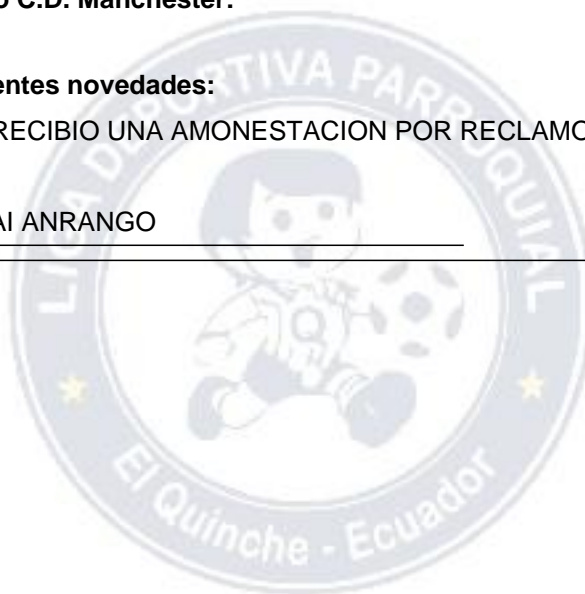 o C.D. Manchester:
entes novedades:
RECIBIO UNA AMONESTACION POR RECLAMO
AI ANRANGO
LIGA DEPORTIVA PARROQUIAL
Q
El Quinche - Ecuador